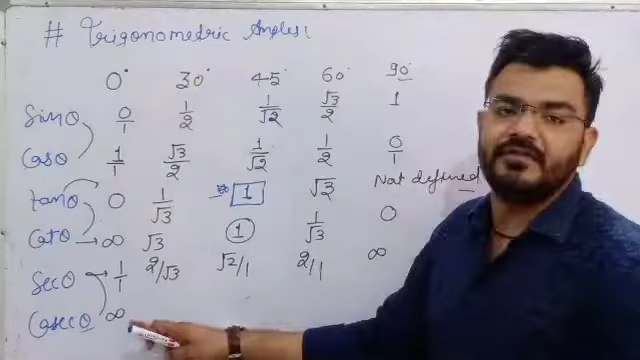 # Trigonometric Angles:
0° 30° 45° 60° 90°
Sinθ 0/1 1/2 1/√2 √3/2 1
Cosθ 1/1 √3/2 1/√2 1/2 0/1
tanθ 0 1/√3 1 √3 Not defined
Cotθ → ∞ √3 1 1/√3 0
Secθ 1/1 2/√3 √2/1 2/1 ∞
Cosecθ ∞